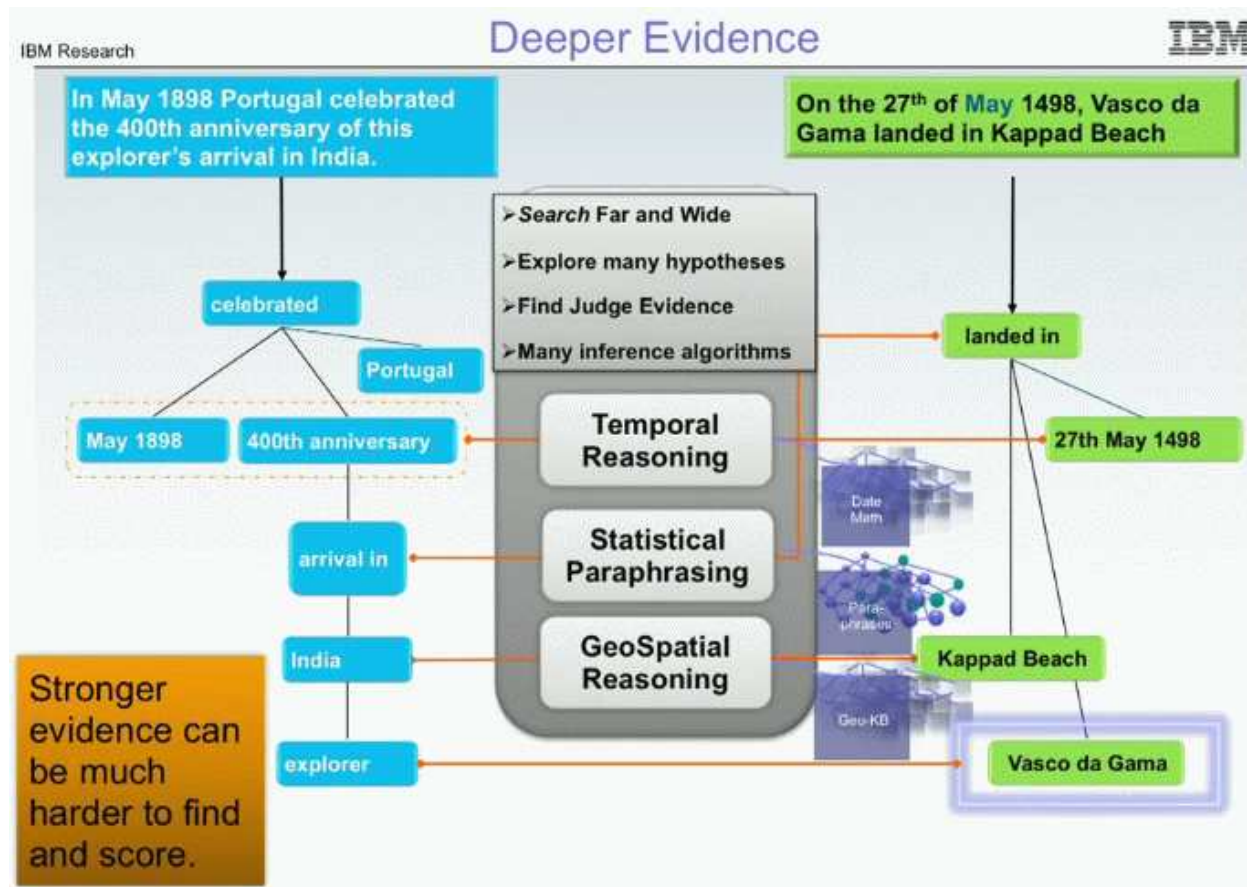 IBM Research
Deeper Evidence
IBM
In May 1898 Portugal celebrated
the 400th anniversary of this
explorer's arrival in India.
On the 27th of May 1498, Vasco da
Gama landed in Kappad Beach
➢Search Far and Wide
➢Explore many hypotheses
➢Find Judge Evidence
➢Many inference algorithms
celebrated
Portugal
landed in
May 1898
400th anniversary
Temporal
Reasoning
27th May 1498
Date
Math
arrival in
Statistical
Paraphrasing
Para-
phrases
India
GeoSpatial
Reasoning
Kappad Beach
Geo-KB
explorer
Vasco da Gama
Stronger
evidence can
be much
harder to find
and score.